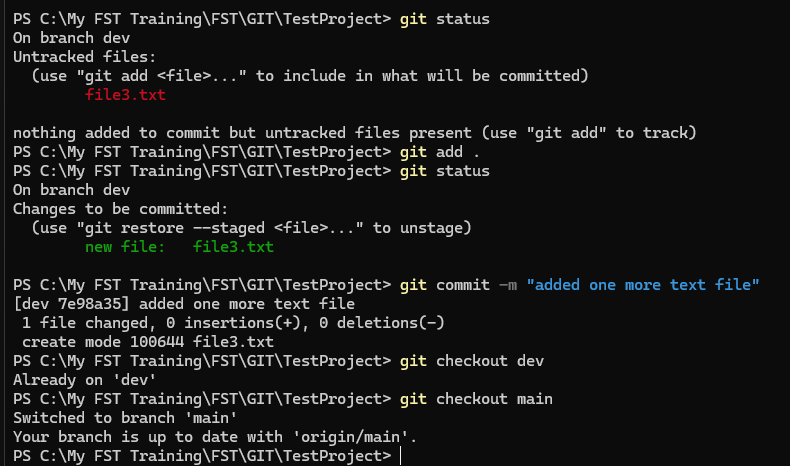 PS C:\My FST Training\FST\GIT\TestProject> git status
On branch dev
Untracked files:
  (use "git add <file>..." to include in what will be committed)
        file3.txt

nothing added to commit but untracked files present (use "git add" to track)
PS C:\My FST Training\FST\GIT\TestProject> git add .
PS C:\My FST Training\FST\GIT\TestProject> git status
On branch dev
Changes to be committed:
  (use "git restore --staged <file>..." to unstage)
        new file:   file3.txt

PS C:\My FST Training\FST\GIT\TestProject> git commit -m "added one more text file"
[dev 7e98a35] added one more text file
 1 file changed, 0 insertions(+), 0 deletions(-)
 create mode 100644 file3.txt
PS C:\My FST Training\FST\GIT\TestProject> git checkout dev
Already on 'dev'
PS C:\My FST Training\FST\GIT\TestProject> git checkout main
Switched to branch 'main'
Your branch is up to date with 'origin/main'.
PS C:\My FST Training\FST\GIT\TestProject>